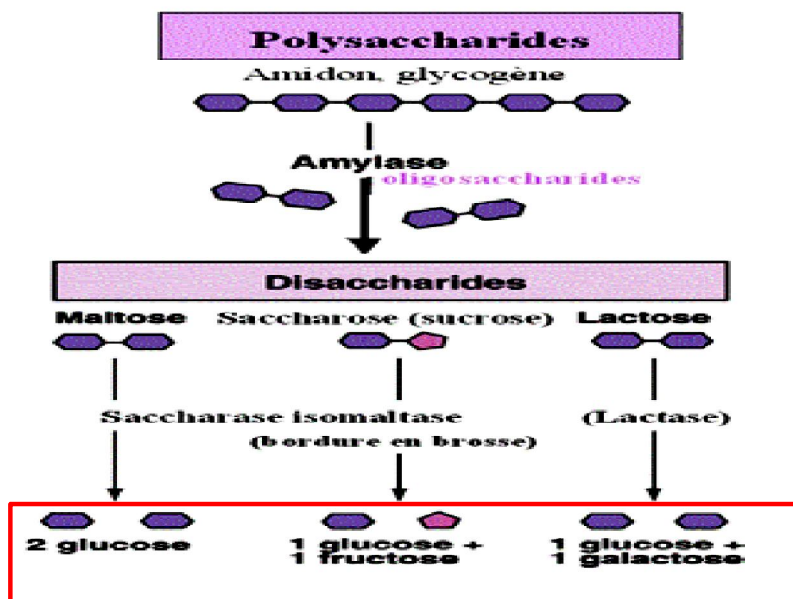 Polysaccharides
Amidon, glycogène
Amylase
oligosaccharides
Disaccharides
Maltose Saccharose (sucrose) Lactose
Saccharase isomaltase (Lactase)
(bordure en brosse)
2 glucose 1 glucose + 1 glucose +
1 fructose 1 galactose